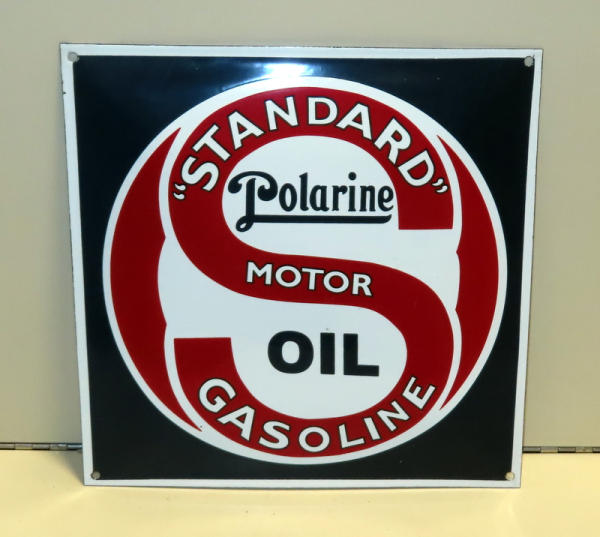 "STANDARD"
Polarine
MOTOR
OIL
GASOLINE